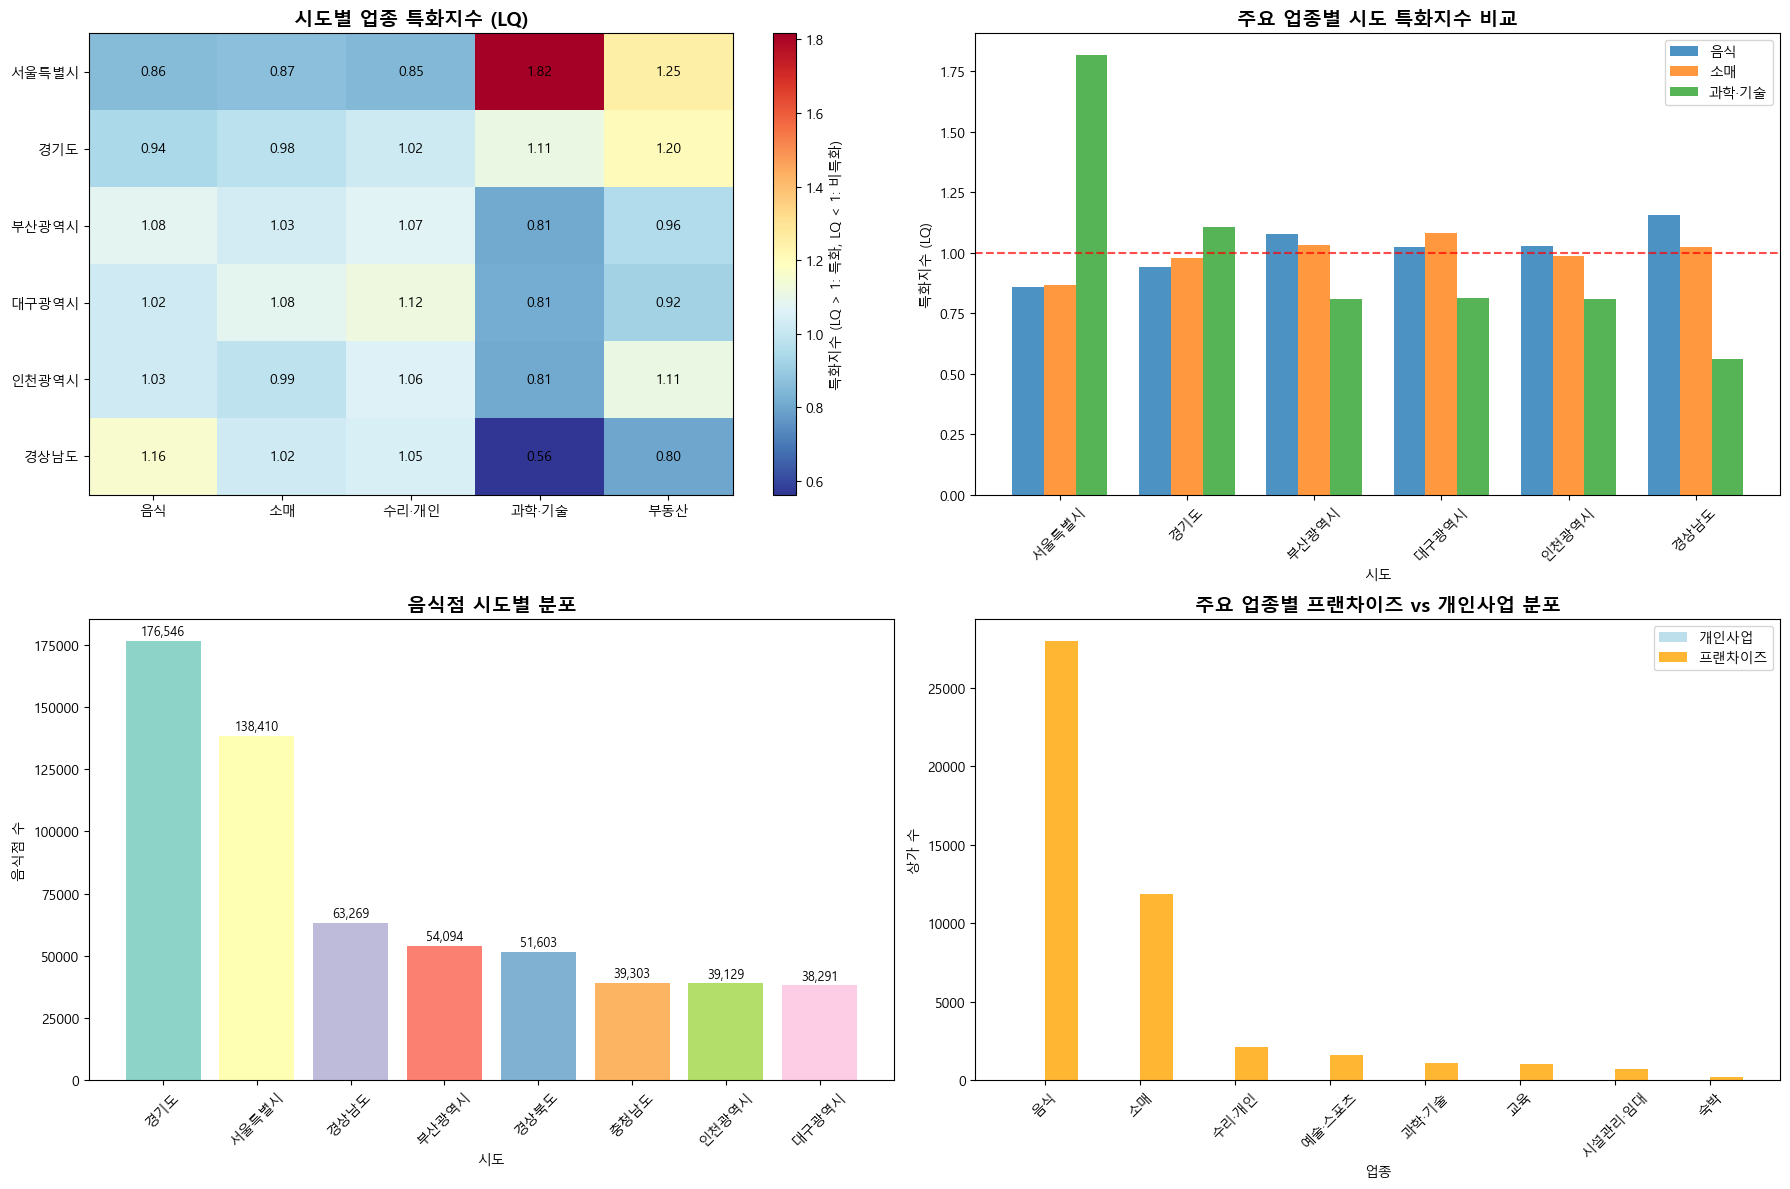 시도별 업종 특화지수 (LQ)
서울특별시 0.86 0.87 0.85 1.82 1.25
경기도 0.94 0.98 1.02 1.11 1.20
부산광역시 1.08 1.03 1.07 0.81 0.96
대구광역시 1.02 1.08 1.12 0.81 0.92
인천광역시 1.03 0.99 1.06 0.81 1.11
경상남도 1.16 1.02 1.05 0.56 0.80
음식 소매 수리·개인 과학·기술 부동산
1.8
1.6
1.4
1.2
1.0
0.8
0.6
특화지수 (LQ > 1: 특화, LQ < 1: 비특화)
주요 업종별 시도 특화지수 비교
음식
소매
과학·기술
특화지수 (LQ)
1.75
1.50
1.25
1.00
0.75
0.50
0.25
0.00
서울특별시 경기도 부산광역시 대구광역시 인천광역시 경상남도
시도
음식점 시도별 분포
음식점 수
175000
150000
125000
100000
75000
50000
25000
0
176,546
138,410
63,269
54,094
51,603
39,303
39,129
38,291
경기도 서울특별시 경상남도 부산광역시 경상북도 충청남도 인천광역시 대구광역시
시도
주요 업종별 프랜차이즈 vs 개인사업 분포
개인사업
프랜차이즈
상가 수
25000
20000
15000
10000
5000
0
음식 소매 수리·개인 예술·스포츠 과학·기술 교육 시설관리·임대 숙박
업종